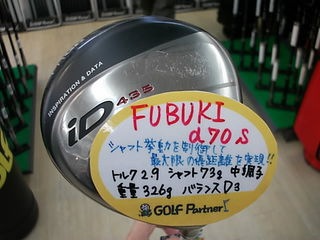 INSPIRATION & DATA
iD 435
FUBUKI
α70S
シャフト挙動を制御して
最大限の飛距離を実現!!
トルク2.9 シャフト73g 中調子
重量326g バランスD3
GOLF Partner